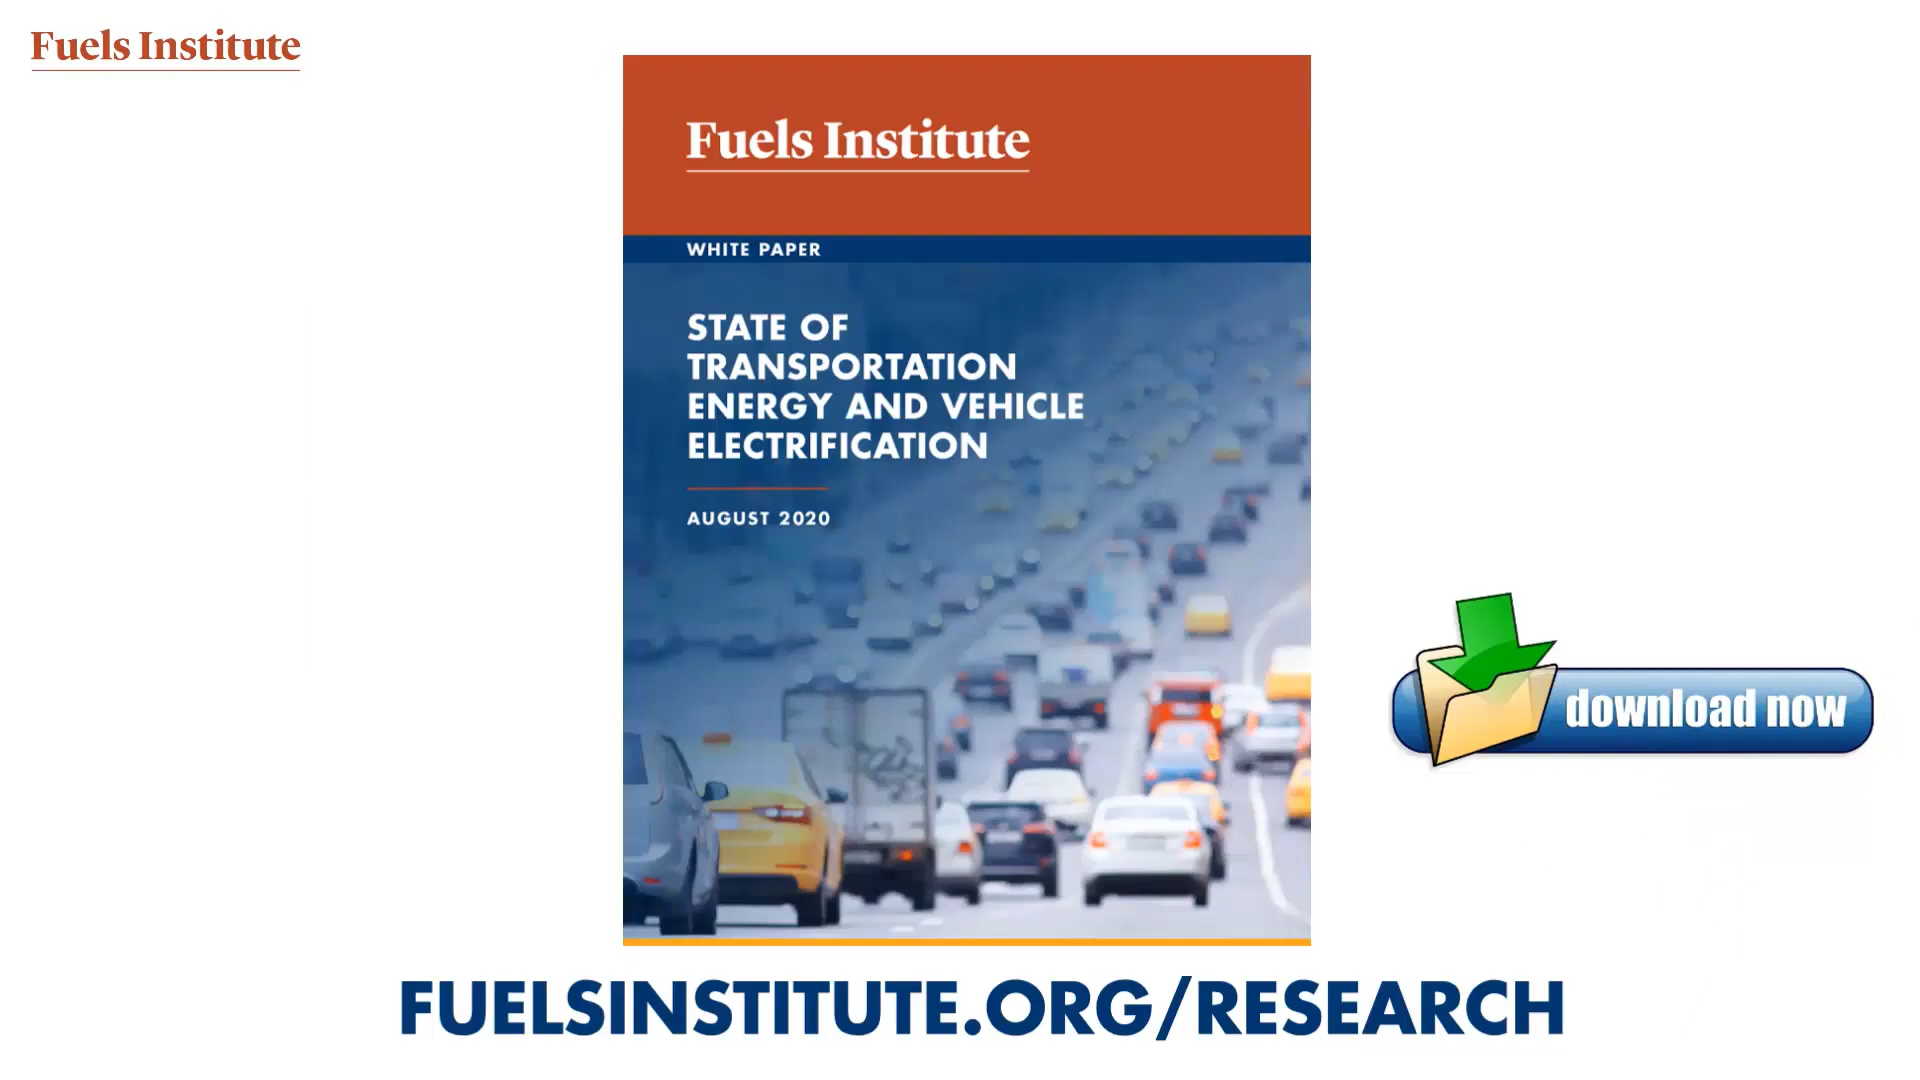 Fuels Institute
Fuels Institute
WHITE PAPER
STATE OF
TRANSPORTATION
ENERGY AND VEHICLE
ELECTRIFICATION
AUGUST 2020
download now
FUELSINSTITUTE.ORG/RESEARCH